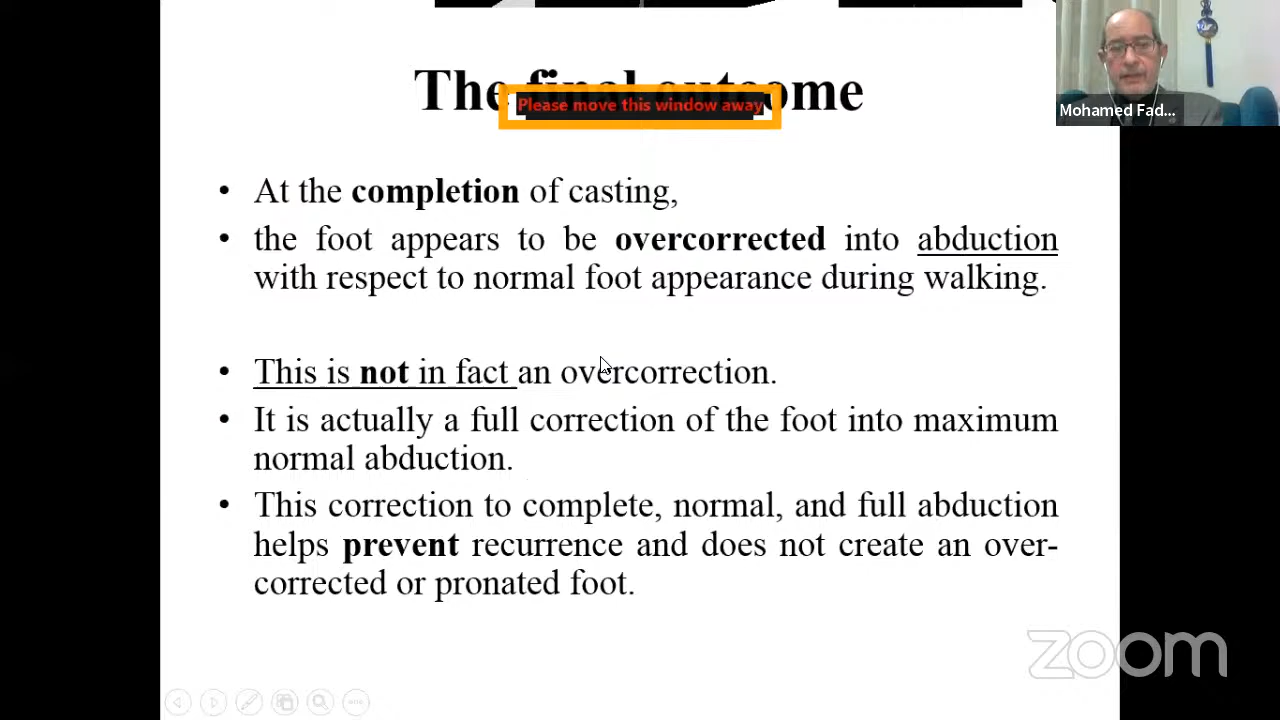 The final outcome
Please move this window away
Mohamed Fad...
• At the completion of casting,
• the foot appears to be overcorrected into abduction
with respect to normal foot appearance during walking.
• This is not in fact an overcorrection.
• It is actually a full correction of the foot into maximum
normal abduction.
• This correction to complete, normal, and full abduction
helps prevent recurrence and does not create an over-
corrected or pronated foot.
zoom